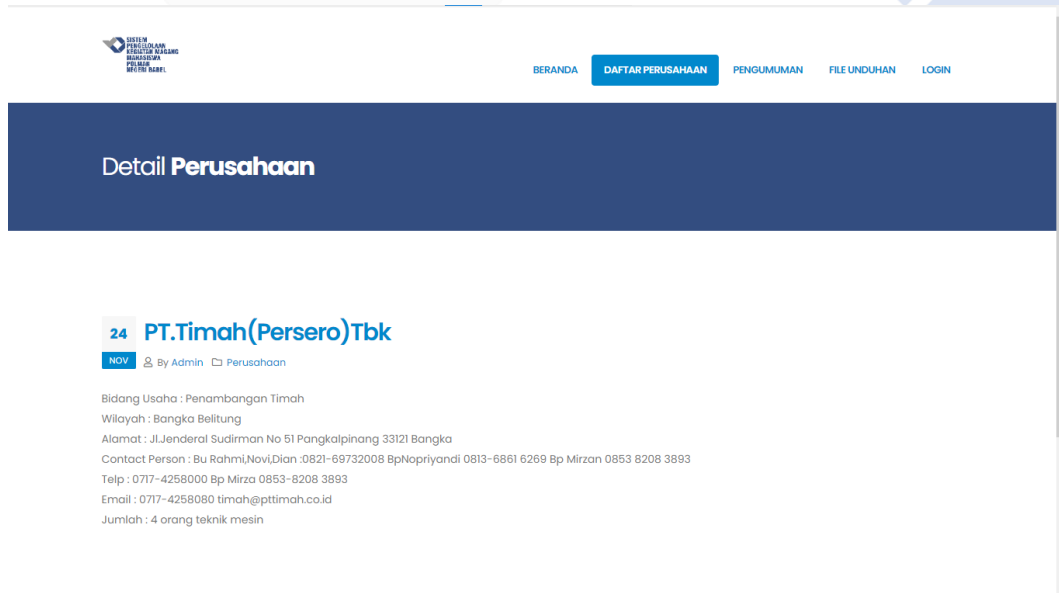 SISTEM
PENGELOLAAN
KEGIATAN MAGANG
MAHASISWA
POLMAN
NEGERI BABEL
BERANDA DAFTAR PERUSAHAAN PENGUMUMAN FILE UNDUHAN LOGIN
Detail Perusahaan
24 PT.Timah(Persero)Tbk
NOV By Admin Perusahaan
Bidang Usaha : Penambangan Timah
Wilayah : Bangka Belitung
Alamat : Jl.Jenderal Sudirman No 51 Pangkalpinang 33121 Bangka
Contact Person : Bu Rahmi,Novi,Dian :0821-69732008 BpNopriyandi 0813-6861 6269 Bp Mirzan 0853 8208 3893
Telp : 0717-4258000 Bp Mirza 0853-8208 3893
Email : 0717-4258080 timah@pttimah.co.id
Jumlah : 4 orang teknik mesin